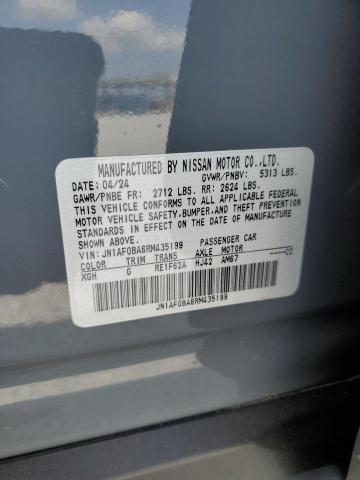 MANUFACTURED BY NISSAN MOTOR CO.,LTD.
DATE: 04/24 GVWR/PNBV: 5313 LBS.
GAWR/PNBE FR: 2712 LBS. RR: 2624 LBS.
THIS VEHICLE CONFORMS TO ALL APPLICABLE FEDERAL
MOTOR VEHICLE SAFETY, BUMPER, AND THEFT PREVENTION
STANDARDS IN EFFECT ON THE DATE OF MANUFACTURE
SHOWN ABOVE.
VIN: JN1AF0BA6RM435199 PASSENGER CAR
COLOR TRIM TRANS AXLE MOTOR
XGH G RE1F62A HJ42 AM67
JN1AF0BA6RM435199